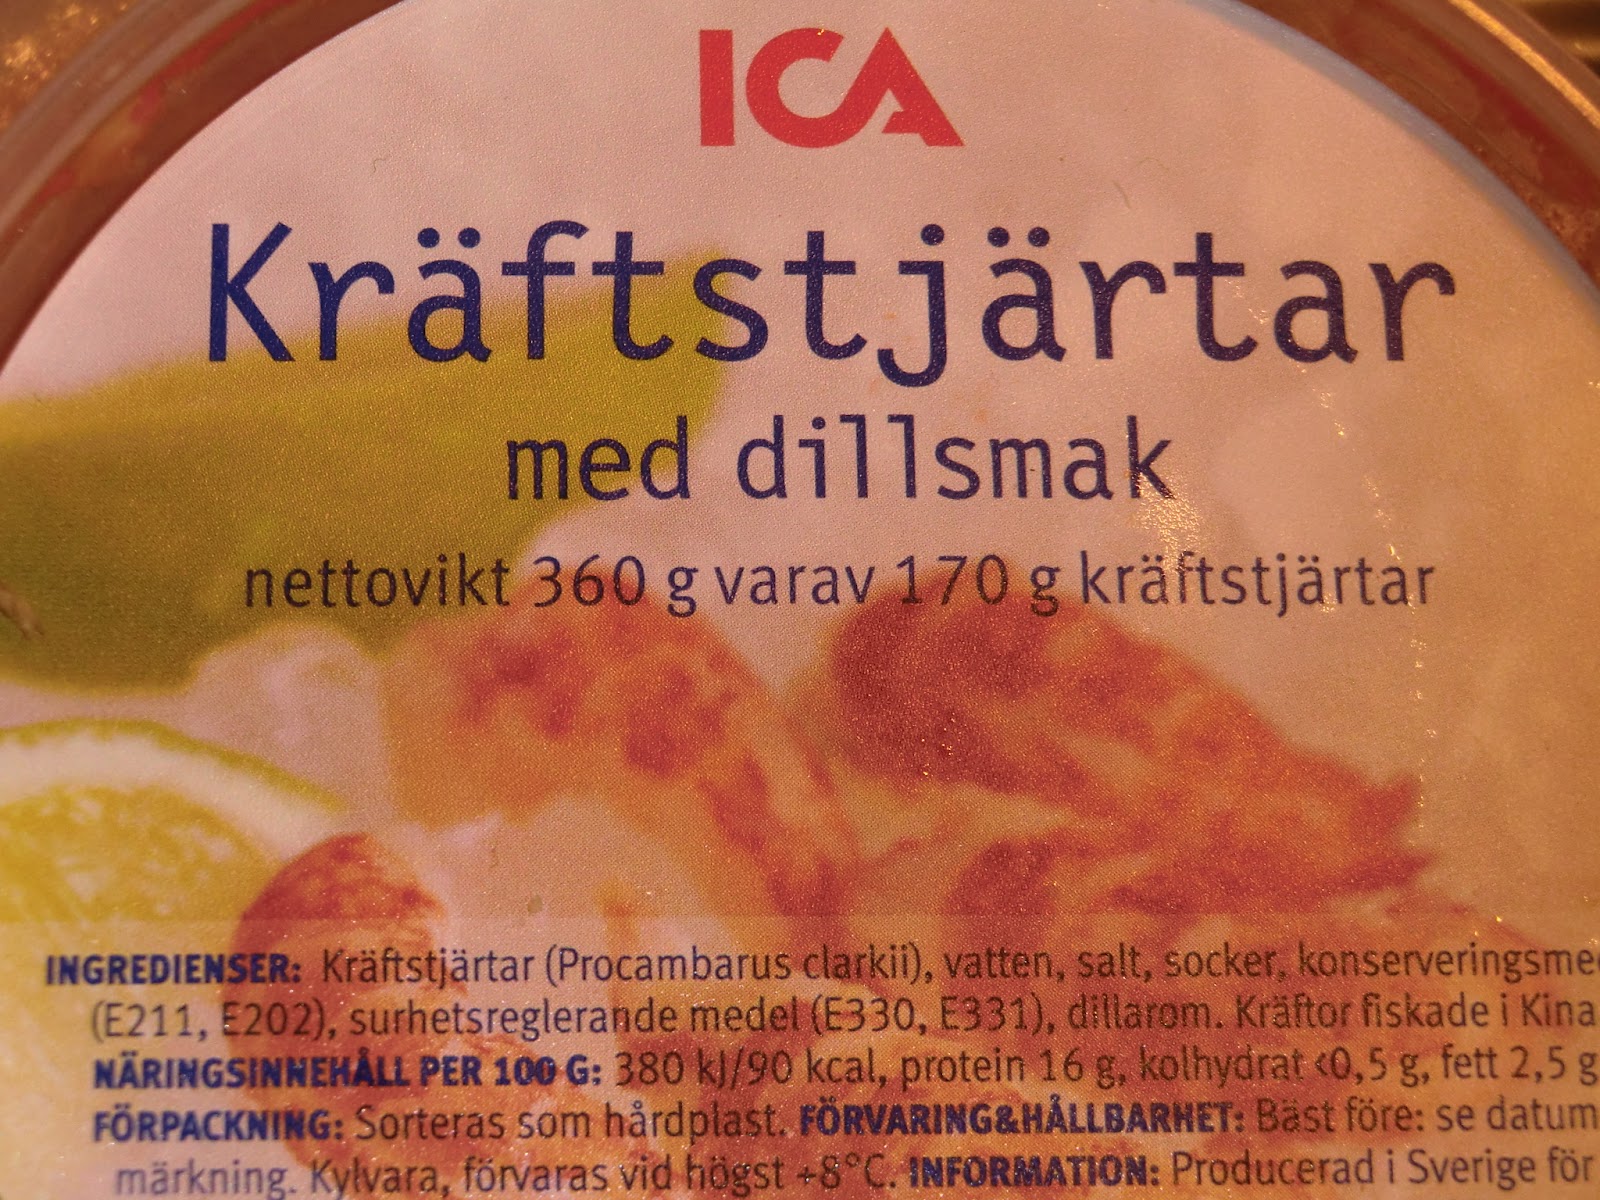 ICA
Kräftstjärtar
med dillsmak
nettovikt 360 g varav 170 g kräftstjärtar
INGREDIENSER: Kräftstjärtar (Procambarus clarkii), vatten, salt, socker, konserveringsme
(E211, E202), surhetsreglerande medel (E330, E331), dillarom. Kräftor fiskade i Kina
NÄRINGSINNEHÅLL PER 100 G: 380 kJ/90 kcal, protein 16 g, kolhydrat <0,5 g, fett 2,5 g
FÖRPACKNING: Sorteras som hårdplast. FÖRVARING&HÅLLBARHET: Bäst före: se datum
märkning. Kylvara, förvaras vid högst +8°C. INFORMATION: Producerad i Sverige för